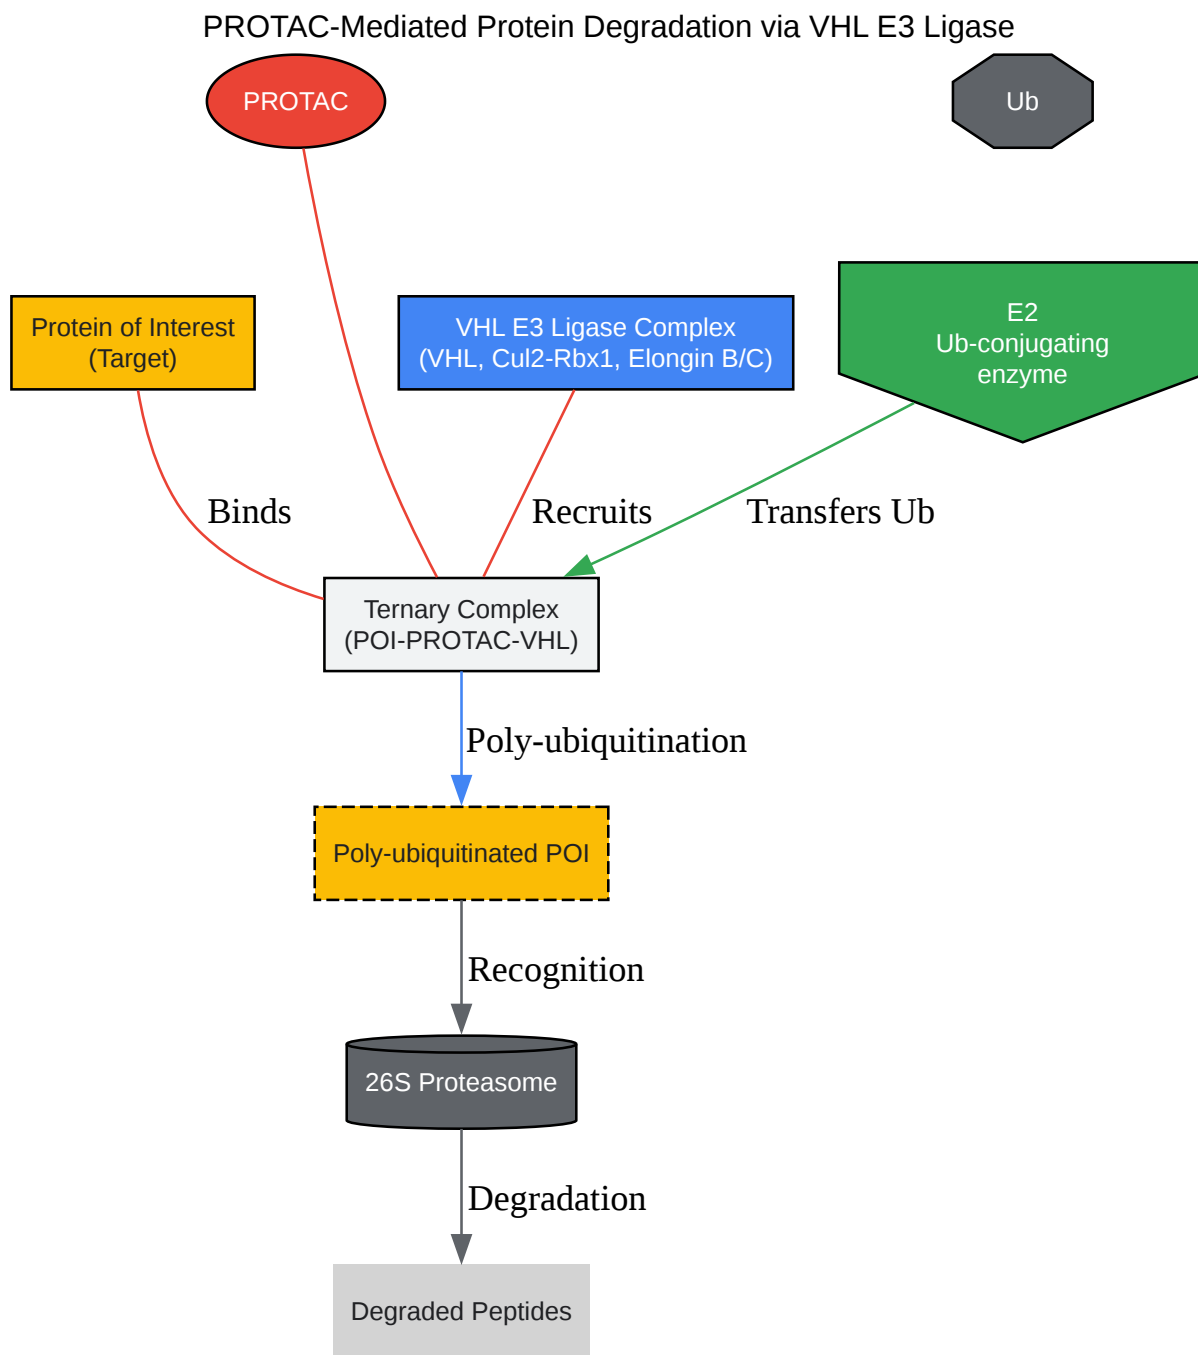 PROTAC-Mediated Protein Degradation via VHL E3 Ligase
PROTAC
Ub
Protein of Interest
(Target)
VHL E3 Ligase Complex
(VHL, Cul2-Rbx1, Elongin B/C)
E2
Ub-conjugating
enzyme
Binds
Recruits
Transfers Ub
Ternary Complex
(POI-PROTAC-VHL)
Poly-ubiquitination
Poly-ubiquitinated POI
Recognition
26S Proteasome
Degradation
Degraded Peptides